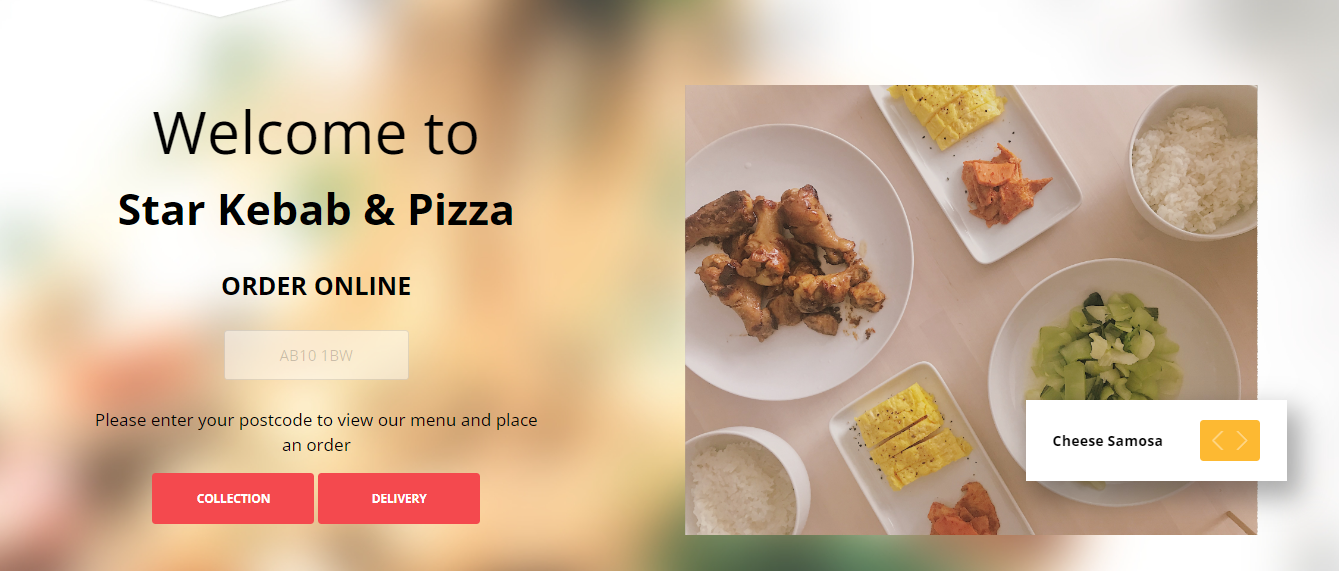 Welcome to
Star Kebab & Pizza
ORDER ONLINE
AB10 1BW
Please enter your postcode to view our menu and place
an order
COLLECTION
DELIVERY
Cheese Samosa